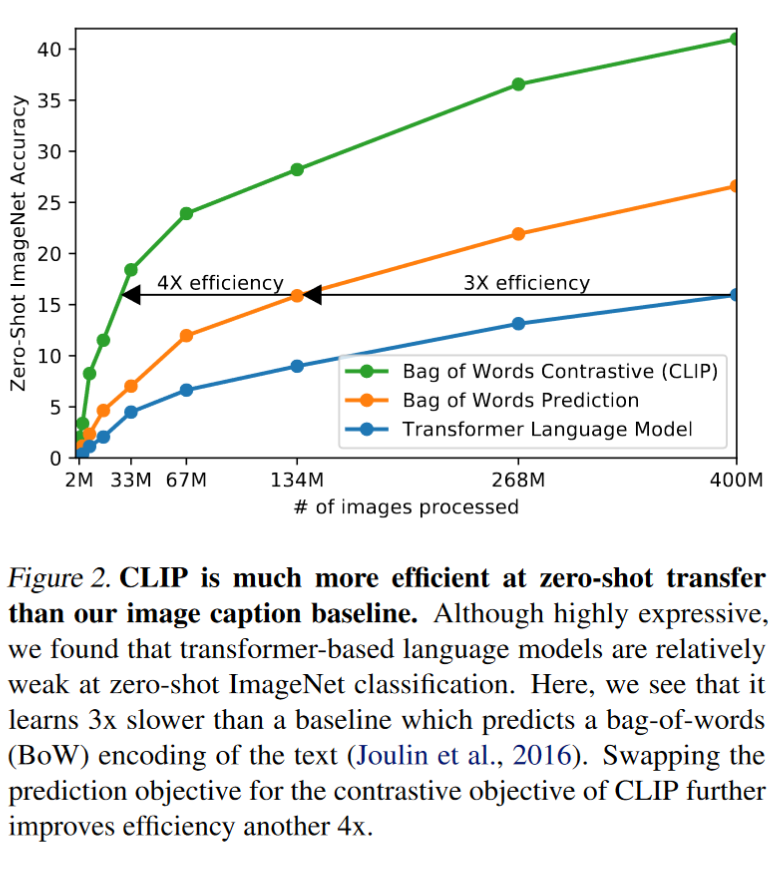 Zero-Shot ImageNet Accuracy
40
35
30
25
20
15
10
5
0
4X efficiency
3X efficiency
Bag of Words Contrastive (CLIP)
Bag of Words Prediction
Transformer Language Model
2M 33M 67M 134M 268M 400M
# of images processed
Figure 2. CLIP is much more efficient at zero-shot transfer
than our image caption baseline. Although highly expressive,
we found that transformer-based language models are relatively
weak at zero-shot ImageNet classification. Here, we see that it
learns 3x slower than a baseline which predicts a bag-of-words
(BoW) encoding of the text (Joulin et al., 2016). Swapping the
prediction objective for the contrastive objective of CLIP further
improves efficiency another 4x.